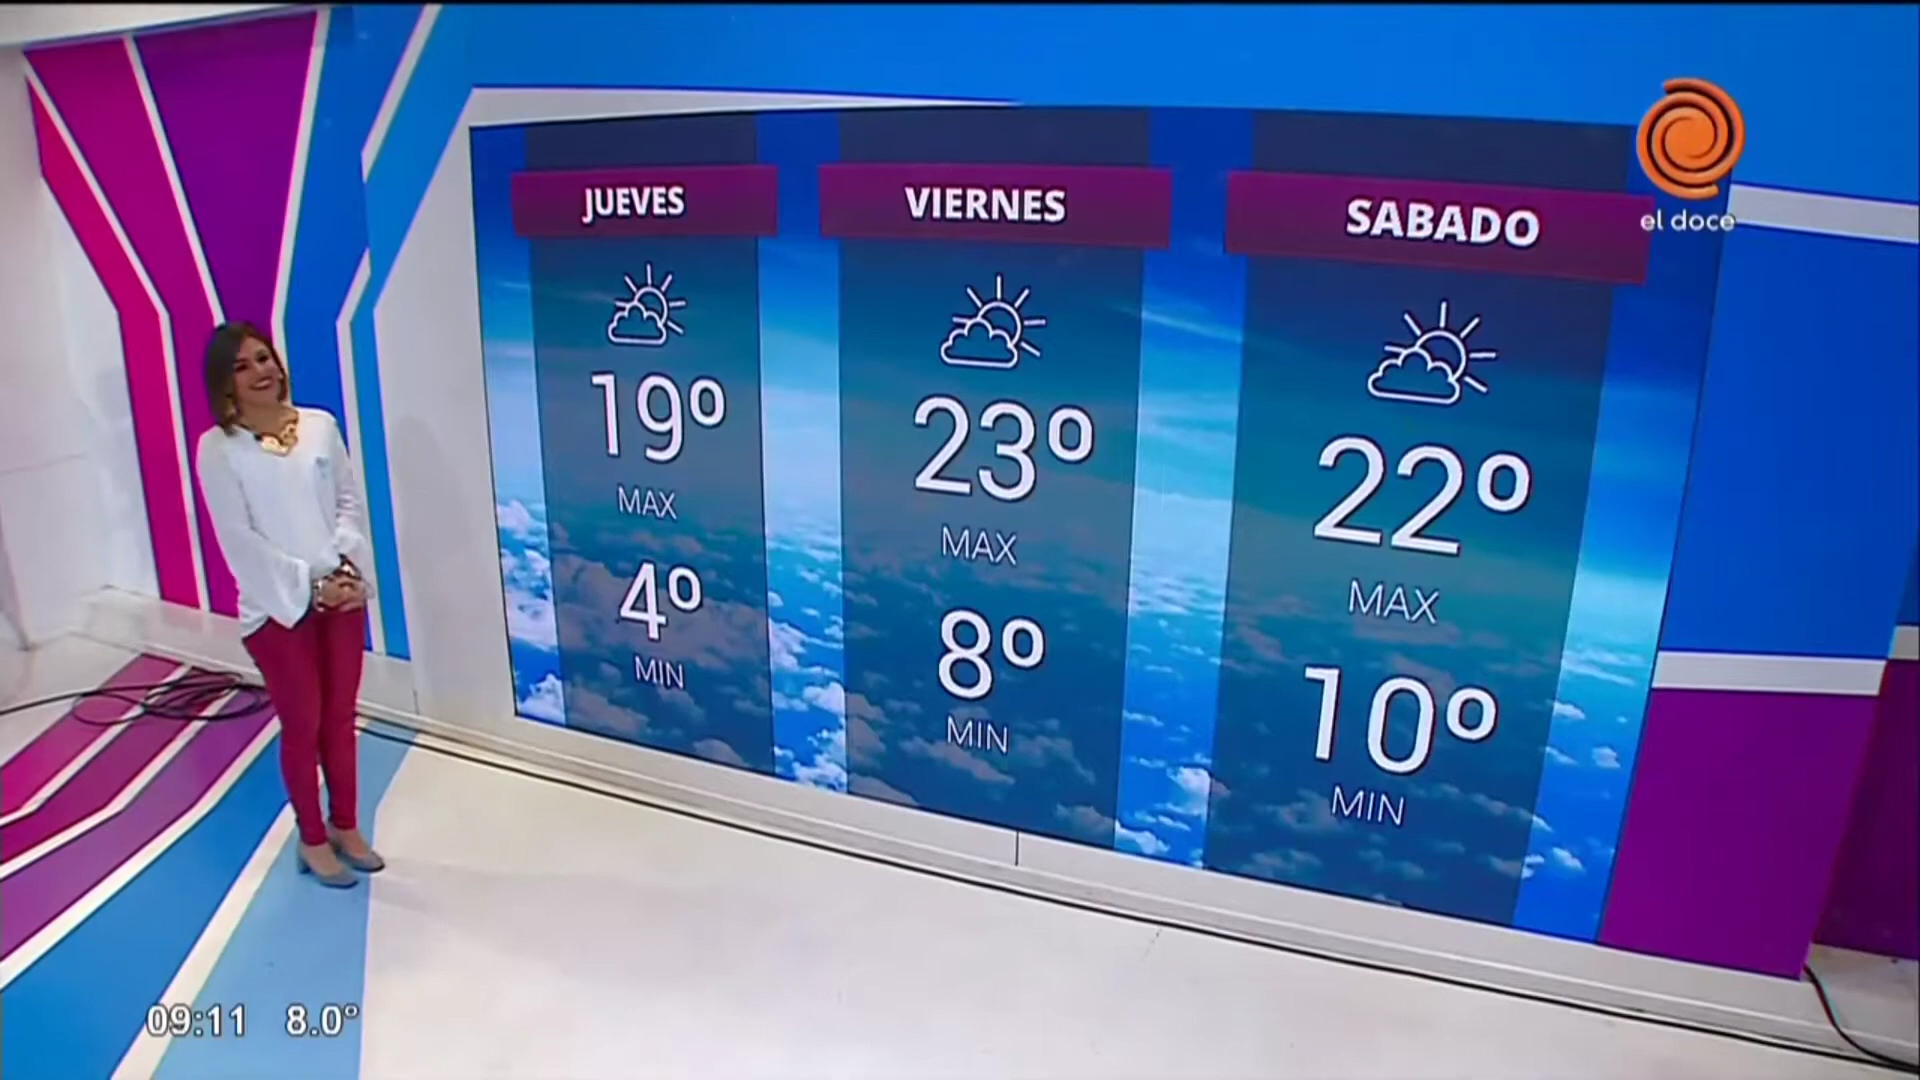 JUEVES
19º
MAX
4º
MIN
VIERNES
23º
MAX
8º
MIN
SABADO
22º
MAX
10º
MIN
el doce
09:11 8.0°